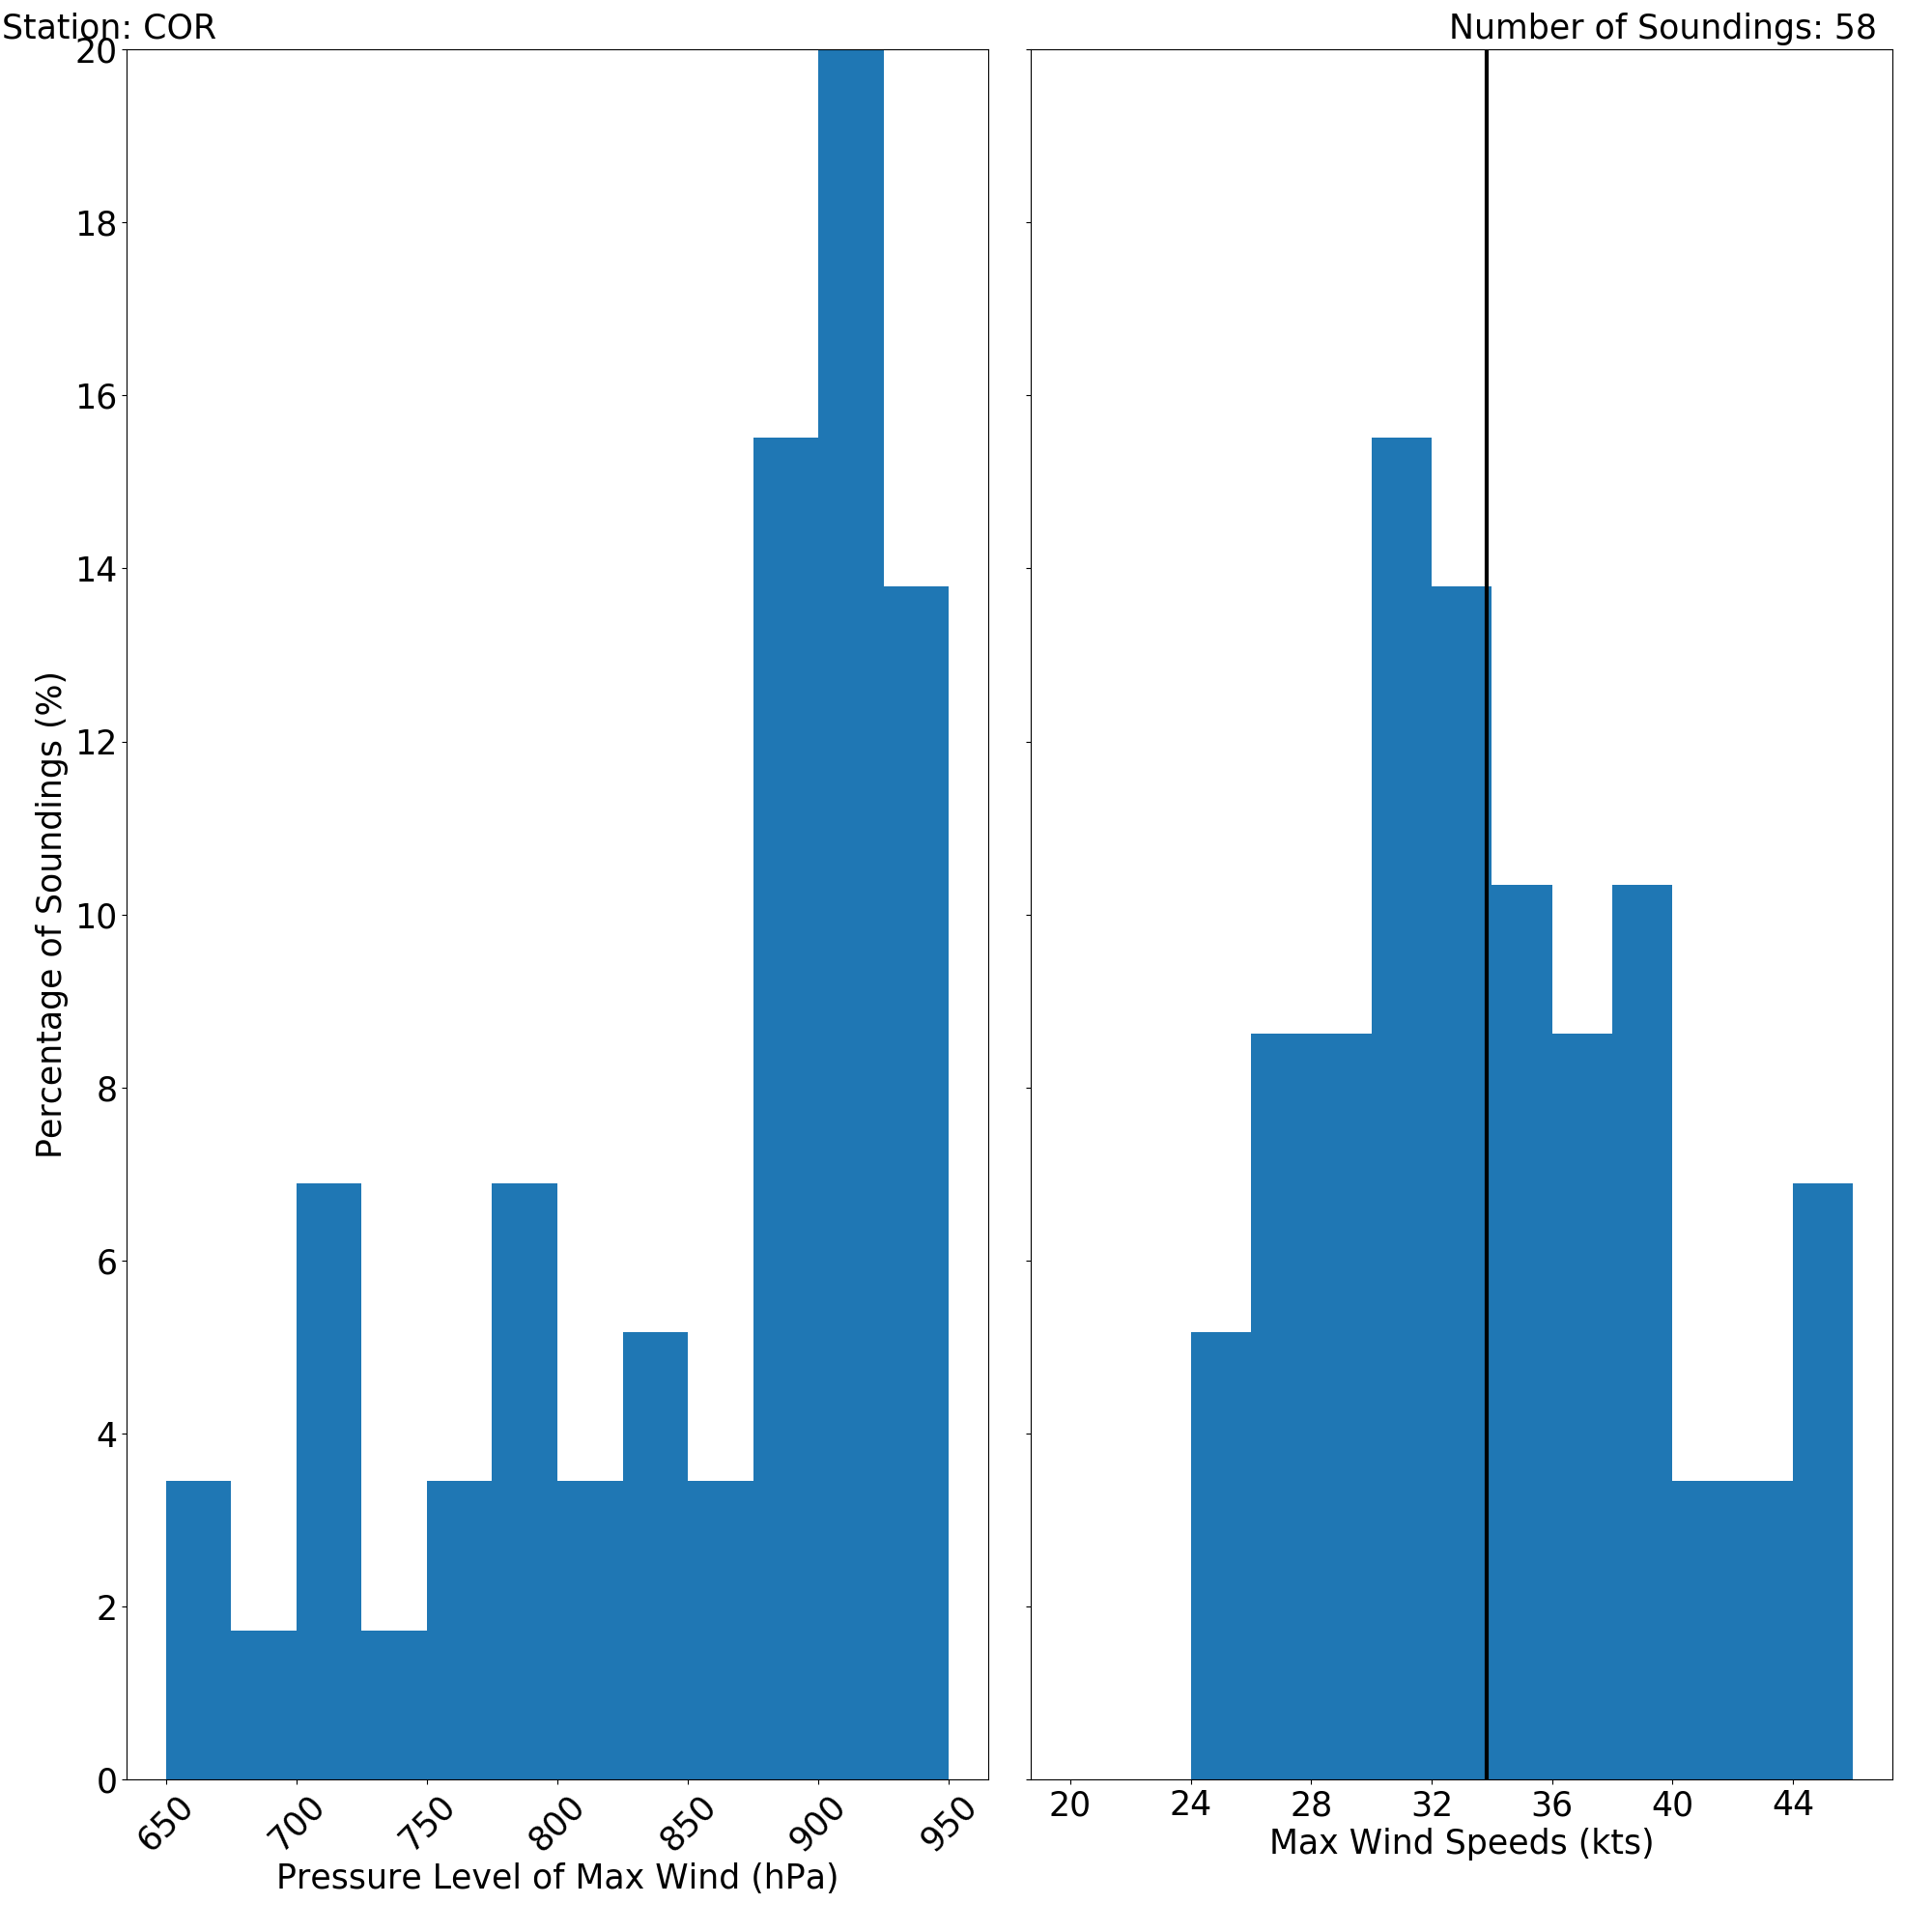 Station: COR
Number of Soundings: 58
Percentage of Soundings (%)
20
18
16
14
12
10
8
6
4
2
0
650 700 750 800 850 900 950
Pressure Level of Max Wind (hPa)
20 24 28 32 36 40 44
Max Wind Speeds (kts)